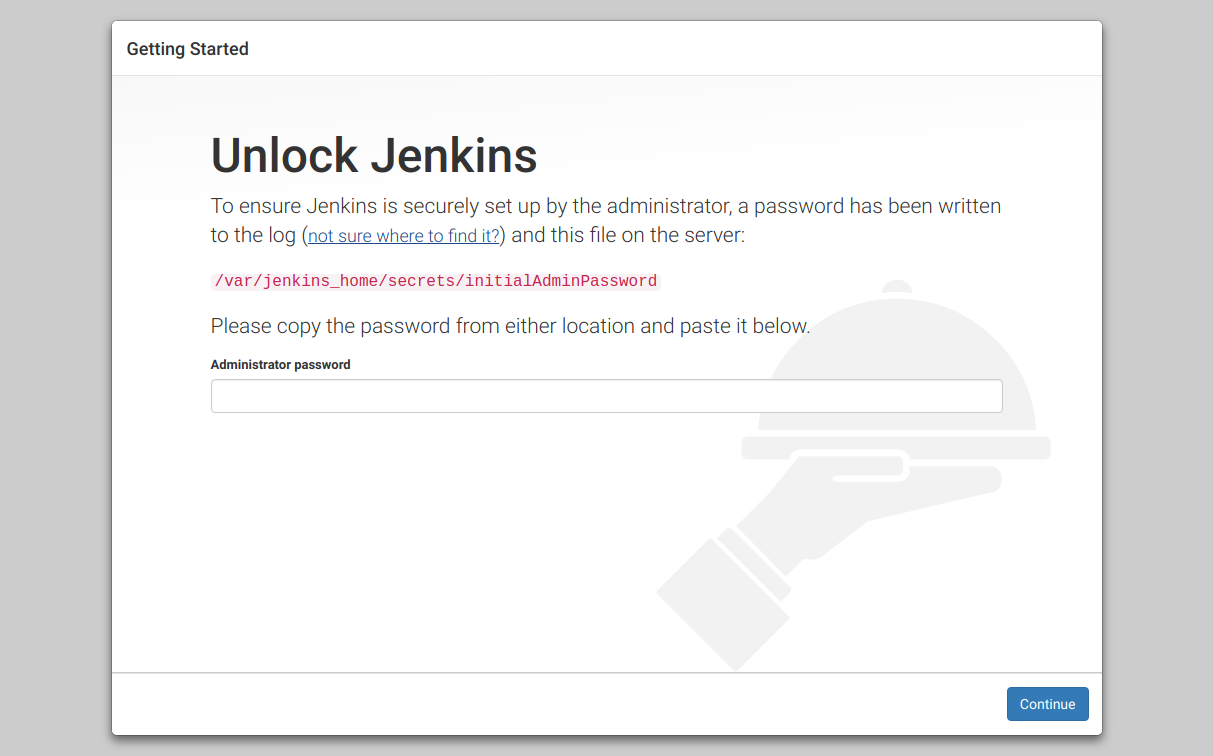 Getting Started
Unlock Jenkins
To ensure Jenkins is securely set up by the administrator, a password has been written
to the log (not sure where to find it?) and this file on the server:
/var/jenkins_home/secrets/initialAdminPassword
Please copy the password from either location and paste it below.
Administrator password
Continue